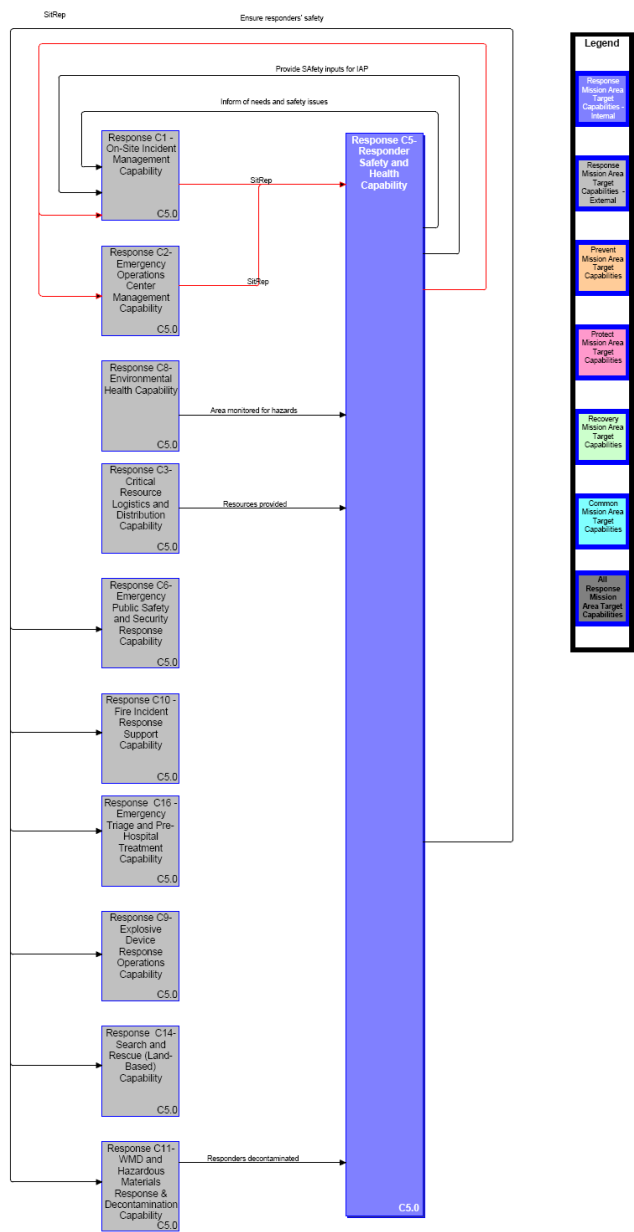 SitRep
Ensure responders' safety
Provide SAfety inputs for IAP
Inform of needs and safety issues
Response C1 -
On-Site Incident
Management
Capability
C5.0
SitRep
Response C2-
Emergency
Operations
Center
Management
Capability
C5.0
SitRep
Response C8-
Environmental
Health Capability
C5.0
Area monitored for hazards
Response C3-
Critical
Resource
Logistics and
Distribution
Capability
C5.0
Resources provided
Response C6-
Emergency
Public Safety
and Security
Response
Capability
C5.0
Response C10 -
Fire Incident
Response
Support
Capability
C5.0
Response C16 -
Emergency
Triage and Pre-
Hospital
Treatment
Capability
C5.0
Response C9-
Explosive
Device
Response
Operations
Capability
C5.0
Response C14-
Search and
Rescue (Land-
Based)
Capability
C5.0
Response C11-
WMD and
Hazardous
Materials
Response &
Decontamination
Capability
C5.0
Responders decontaminated
Response C5-
Responder
Safety and
Health
Capability
C5.0
Legend
Response
Mission Area
Target
Capabilities -
Internal
Response
Mission Area
Target
Capabilities -
External
Prevent
Mission Area
Target
Capabilities
Protect
Mission Area
Target
Capabilities
Recovery
Mission Area
Target
Capabilities
Common
Mission Area
Target
Capabilities
All
Response
Mission
Area Target
Capabilities